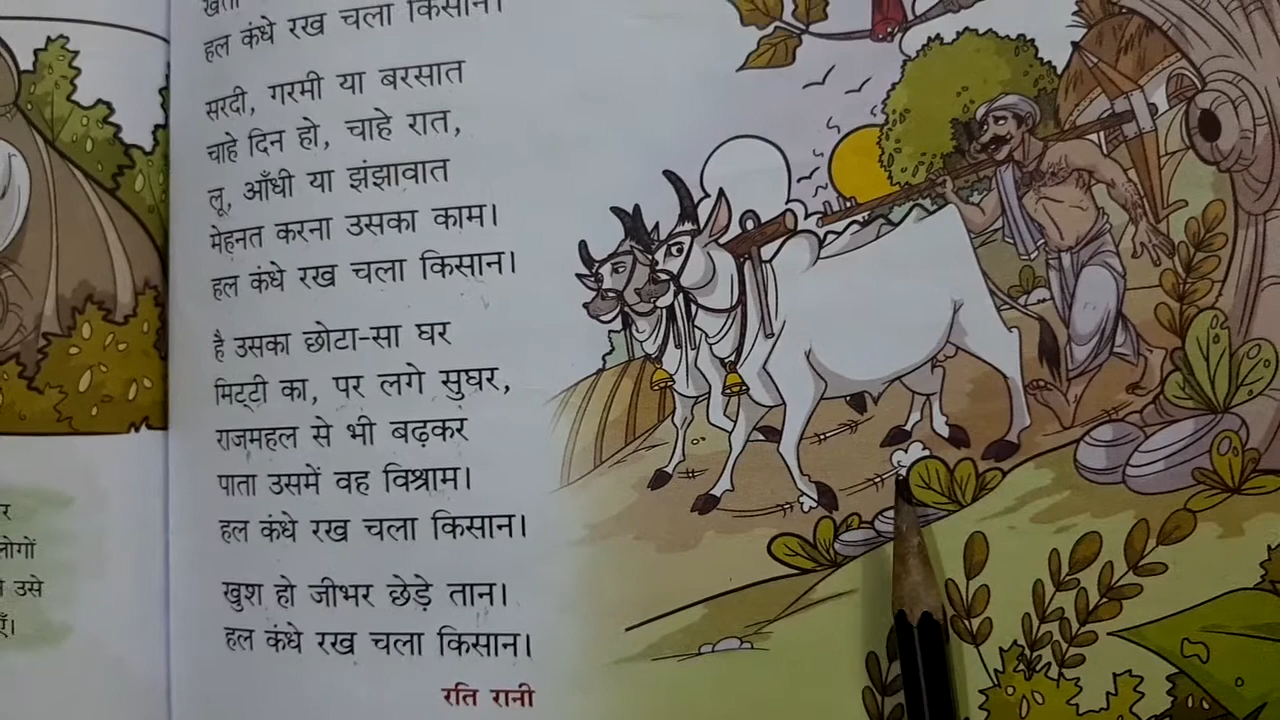 हल कंधे रख चला किसान।
सरदी, गरमी या बरसात
चाहे दिन हो, चाहे रात,
लू, आँधी या झंझावात
मेहनत करना उसका काम।
हल कंधे रख चला किसान।
है उसका छोटा-सा घर
मिट्टी का, पर लगे सुघर,
राजमहल से भी बढ़कर
पाता उसमें वह विश्राम।
हल कंधे रख चला किसान।
खुश हो जीभर छेड़े तान।
हल कंधे रख चला किसान।
रति रानी
उसे